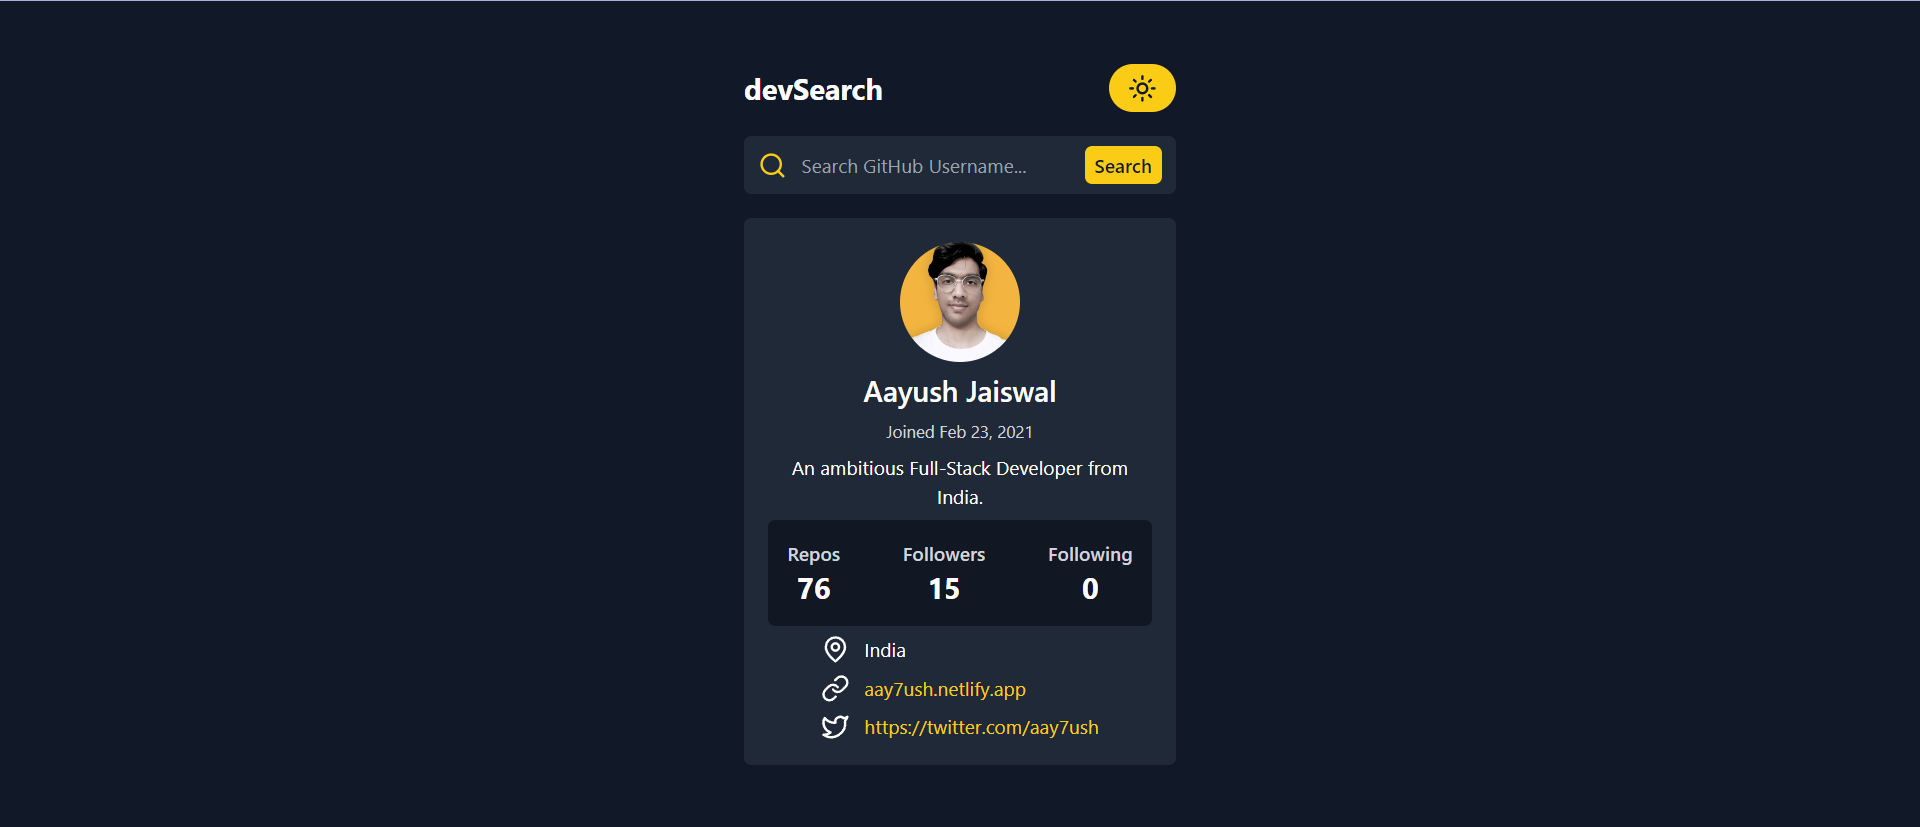 devSearch
Search GitHub Username...
Search
Aayush Jaiswal
Joined Feb 23, 2021
An ambitious Full-Stack Developer from
India.
Repos Followers Following
76 15 0
India
aay7ush.netlify.app
https://twitter.com/aay7ush